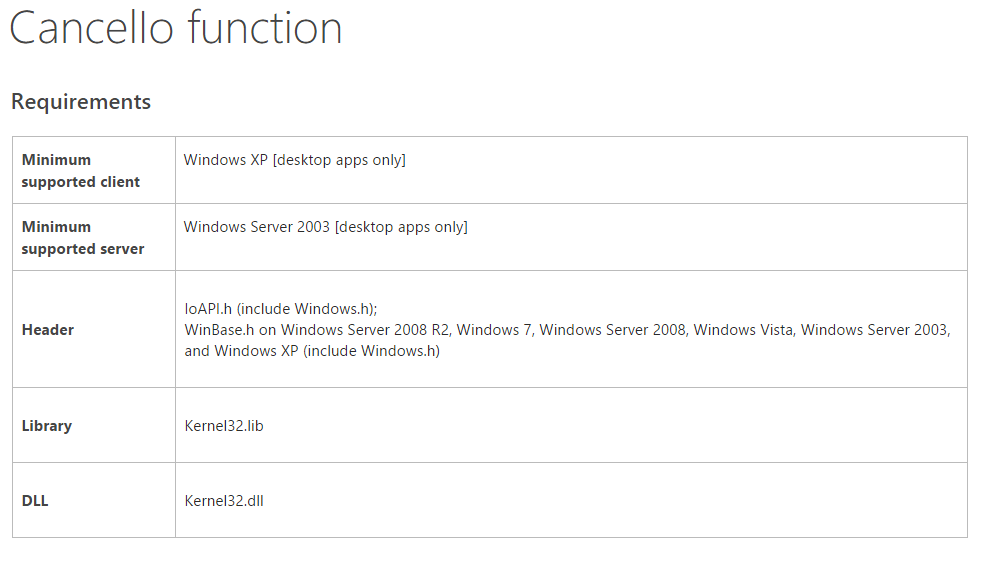 Cancello function
Requirements
Minimum
supported client
Windows XP [desktop apps only]
Minimum
supported server
Windows Server 2003 [desktop apps only]
Header
IoAPI.h (include Windows.h);
WinBase.h on Windows Server 2008 R2, Windows 7, Windows Server 2008, Windows Vista, Windows Server 2003,
and Windows XP (include Windows.h)
Library
Kernel32.lib
DLL
Kernel32.dll